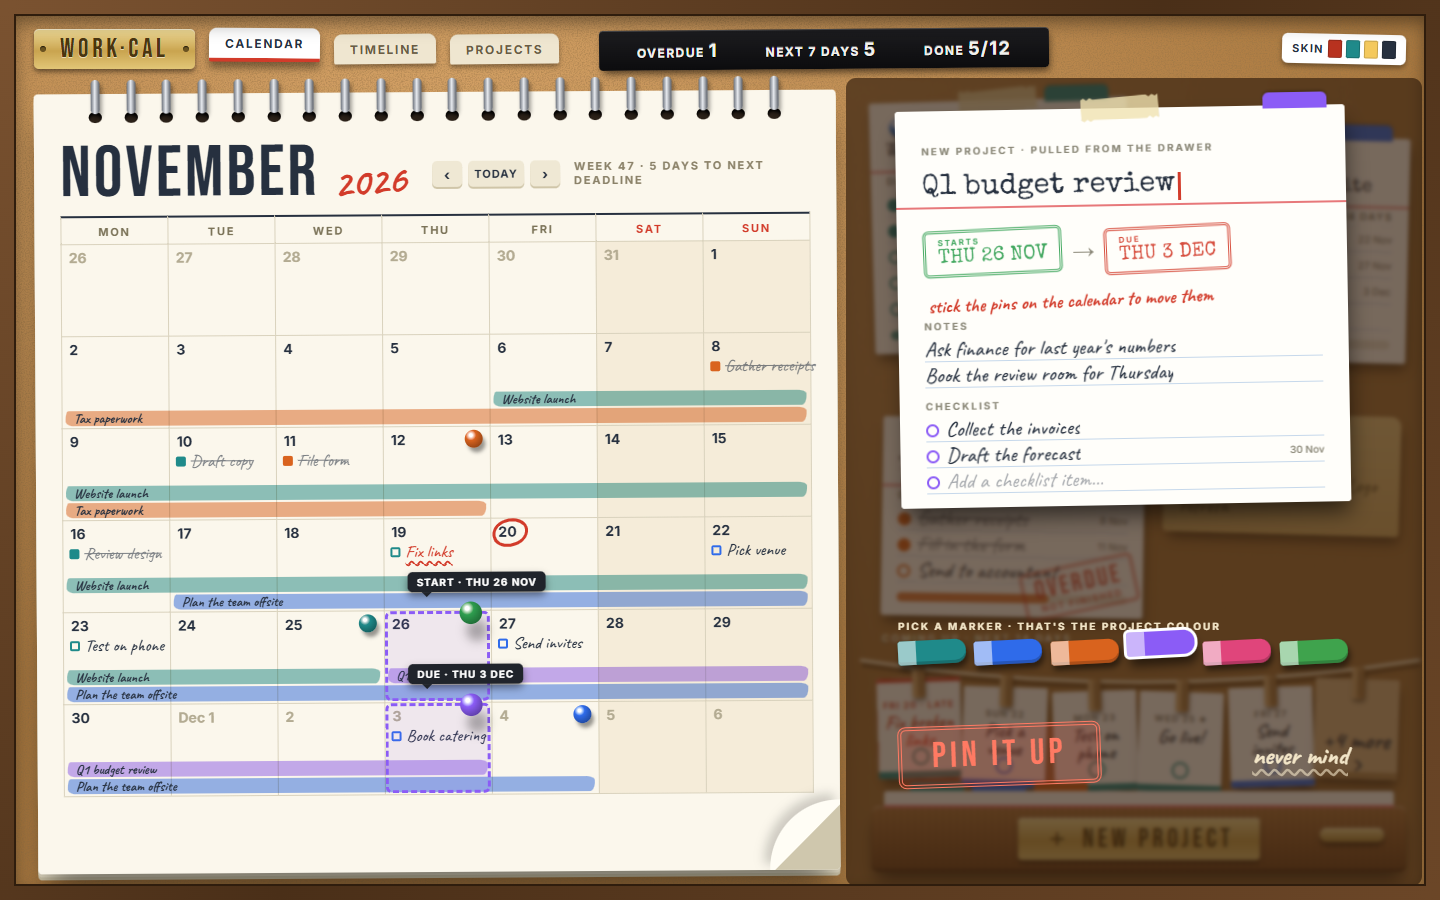 WORK·CAL
CALENDAR
TIMELINE
PROJECTS
OVERDUE 1
NEXT 7 DAYS 5
DONE 5/12
SKIN
NOVEMBER 2026
‹ TODAY ›
WEEK 47 · 5 DAYS TO NEXT
DEADLINE
MON TUE WED THU FRI SAT SUN
26 27 28 29 30 31 1
2 3 4 5 6 7 8
Gather receipts
Website launch
Tax paperwork
9 10 11 12 13 14 15
Draft copy
File form
Website launch
Tax paperwork
16 17 18 19 20 21 22
Review design
Fix links
Pick venue
Website launch
START · THU 26 NOV
Plan the team offsite
23 24 25 26 27 28 29
Test on phone
Send invites
Website launch
DUE · THU 3 DEC
Plan the team offsite
30 Dec 1 2 3 4 5 6
Book catering
Q1 budget review
Plan the team offsite
NEW PROJECT · PULLED FROM THE DRAWER
Q1 budget review
STARTS
THU 26 NOV
→
DUE
THU 3 DEC
stick the pins on the calendar to move them
NOTES
Ask finance for last year's numbers
Book the review room for Thursday
CHECKLIST
Collect the invoices
Draft the forecast 30 Nov
Add a checklist item...
Send to accountant
OVERDUE
PICK A MARKER · THAT'S THE PROJECT COLOUR
Go live!
+4 more
PIN IT UP
never mind
+ NEW PROJECT